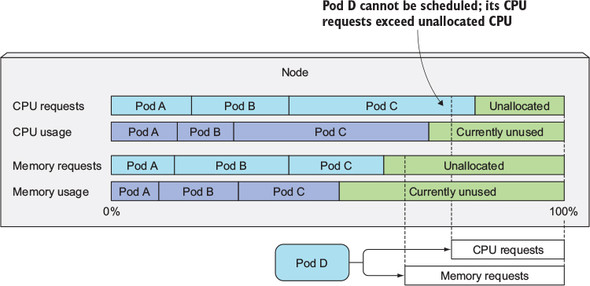 Pod D cannot be scheduled; its CPU
requests exceed unallocated CPU
Node
CPU requests Pod A Pod B Pod C Unallocated
CPU usage Pod A Pod B Pod C Currently unused
Memory requests Pod A Pod B Pod C Unallocated
Memory usage Pod A Pod B Pod C Currently unused
0% 100%
CPU requests
Pod D
Memory requests